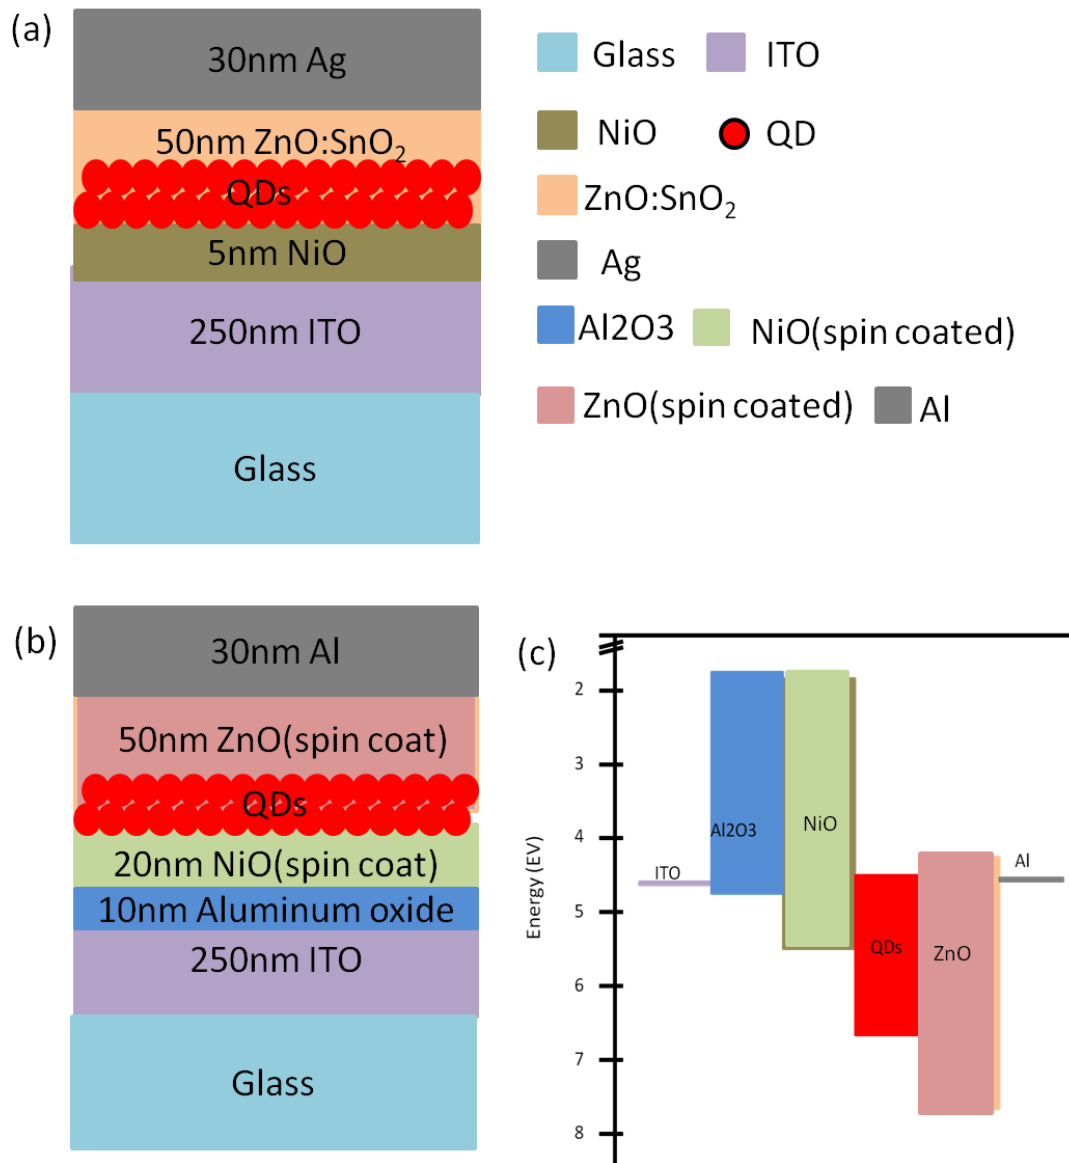 (a)
30nm Ag
50nm ZnO:SnO₂
QDs
5nm NiO
250nm ITO
Glass
Glass ITO
NiO QD
ZnO:SnO₂
Ag
Al2O3 NiO(spin coated)
ZnO(spin coated) Al
(b)
30nm Al
50nm ZnO(spin coat)
QDs
20nm NiO(spin coat)
10nm Aluminum oxide
250nm ITO
Glass
(c)
Energy (EV)
2
3
4
5
6
7
8
ITO
Al2O3
NiO
QDs
ZnO
Al